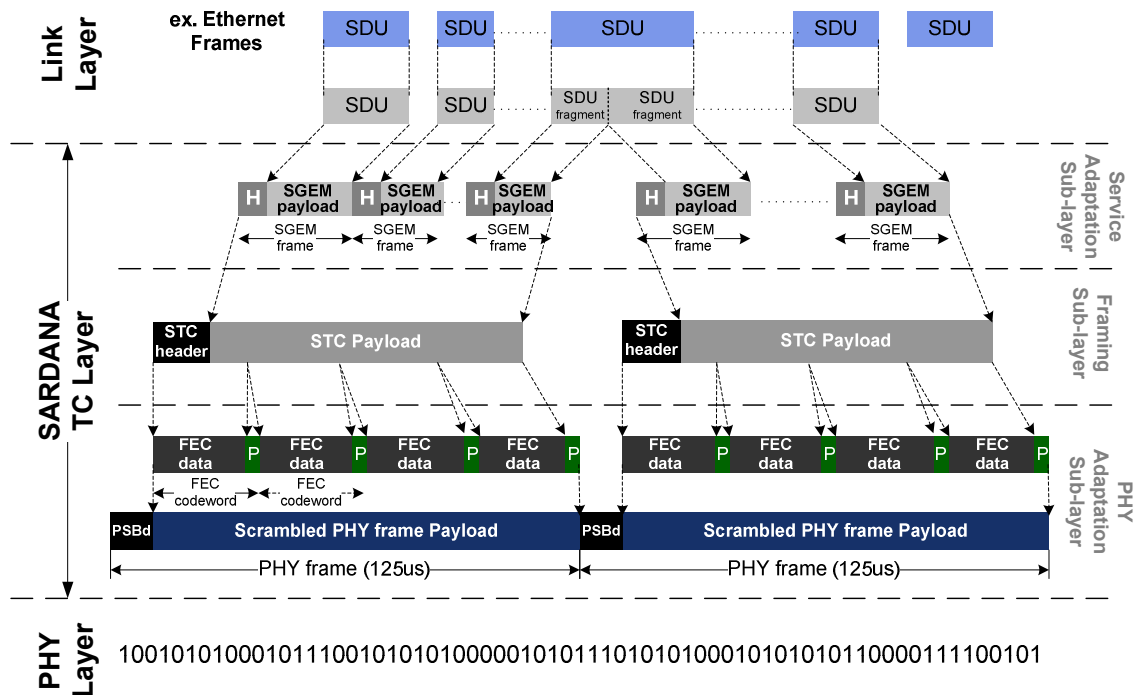 Link Layer
ex. Ethernet Frames
SDU
SDU
SDU
SDU
SDU
SDU
SDU
SDU fragment
SDU fragment
SDU
SARDANA TC Layer
Service Adaptation Sub-layer
H
SGEM payload
H
SGEM payload
H
SGEM payload
H
SGEM payload
H
SGEM payload
SGEM frame
SGEM frame
SGEM frame
SGEM frame
SGEM frame
Framing Sub-layer
STC header
STC Payload
STC header
STC Payload
PHY Adaptation Sub-layer
FEC data
P
FEC data
P
FEC data
P
FEC data
P
FEC data
P
FEC data
P
FEC data
P
FEC data
P
FEC codeword
FEC codeword
PSBd
Scrambled PHY frame Payload
PSBd
Scrambled PHY frame Payload
PHY frame (125us)
PHY frame (125us)
PHY Layer
10010101000101110010101010000010101110101010100010101010110000111100101